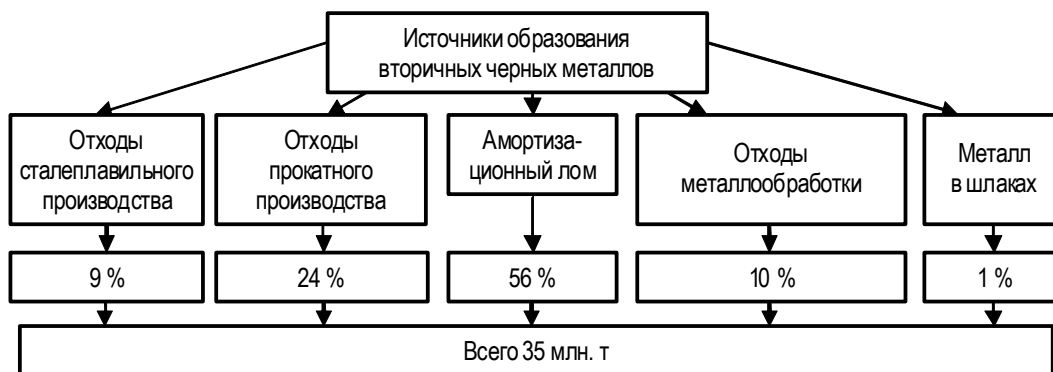 Источники образования
вторичных черных металлов
Отходы
сталеплавильного
производства
Отходы
прокатного
производства
Амортиза-
ционный лом
Отходы
металлообработки
Металл
в шлаках
9 %
24 %
56 %
10 %
1 %
Всего 35 млн. т